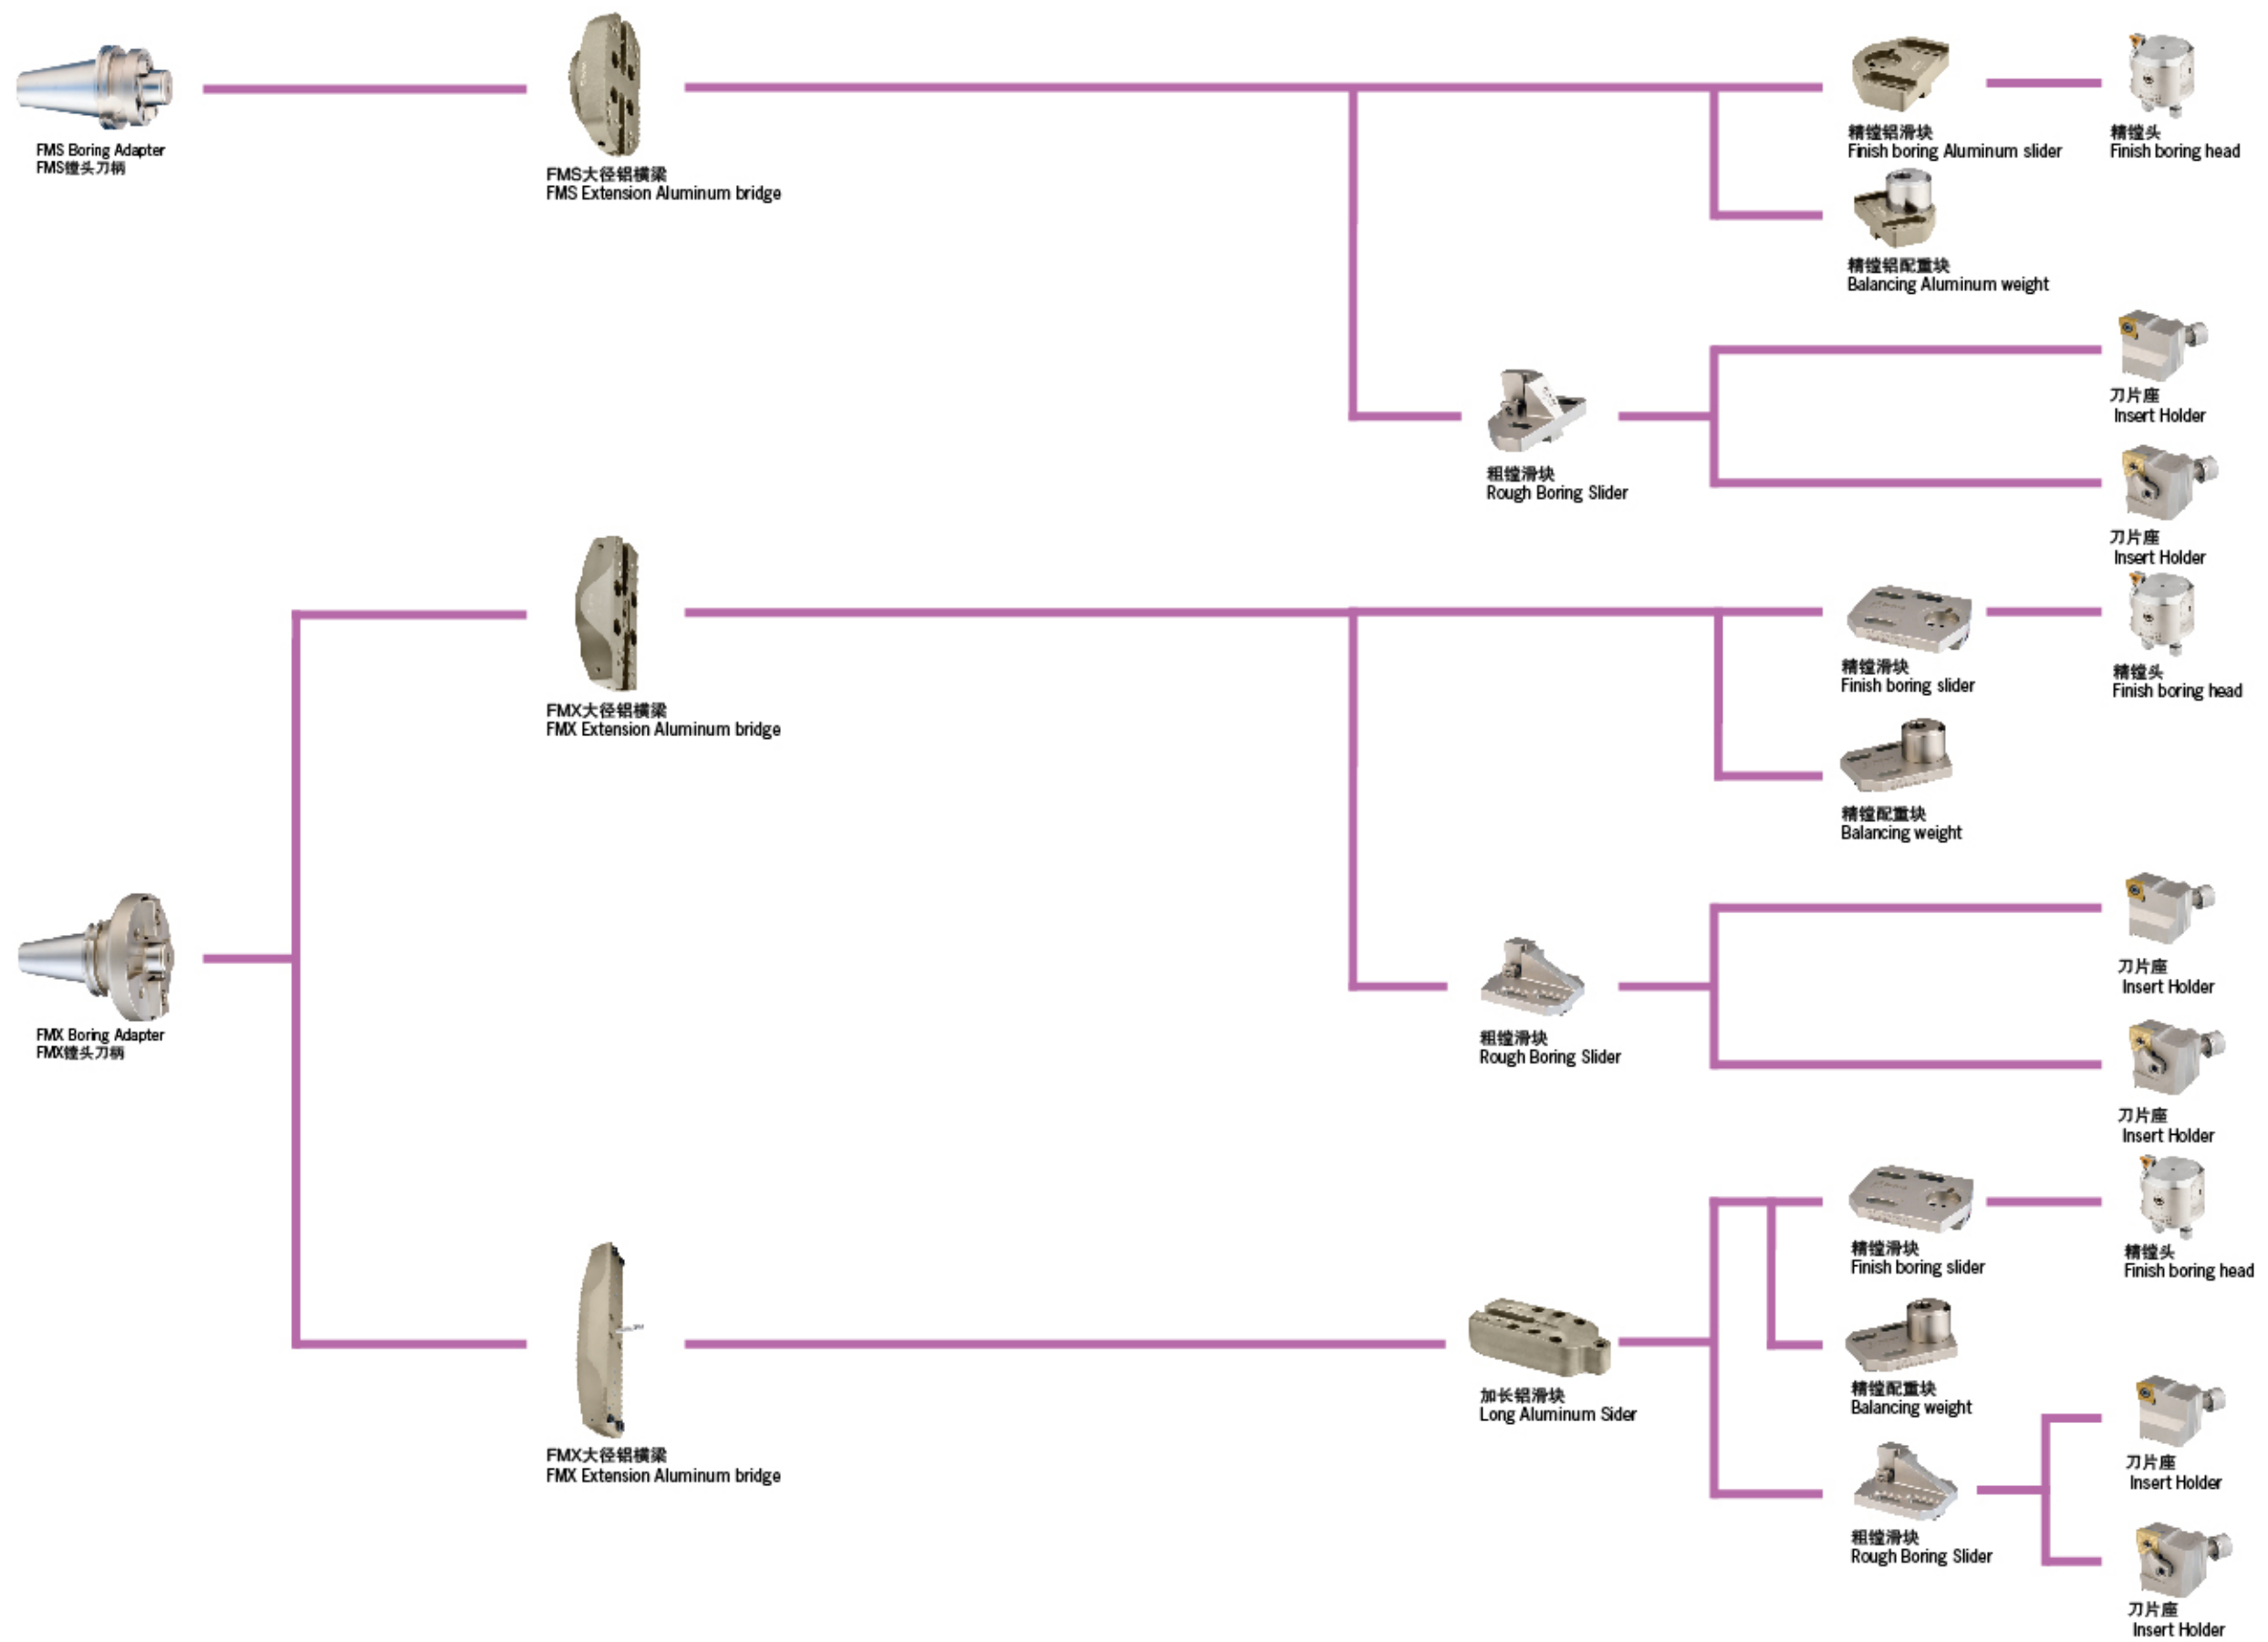 FMS Boring Adapter
FMS镗头刀柄
FMS大径铝横梁
FMS Extension Aluminum bridge
精镗铝滑块
Finish boring Aluminum slider
精镗头
Finish boring head
精镗铝配重块
Balancing Aluminum weight
刀片座
Insert Holder
粗镗滑块
Rough Boring Slider
刀片座
Insert Holder
FMX大径铝横梁
FMX Extension Aluminum bridge
精镗滑块
Finish boring slider
精镗头
Finish boring head
精镗配重块
Balancing weight
FMX Boring Adapter
FMX镗头刀柄
刀片座
Insert Holder
粗镗滑块
Rough Boring Slider
刀片座
Insert Holder
FMX大径铝横梁
FMX Extension Aluminum bridge
加长铝滑块
Long Aluminum Sider
精镗滑块
Finish boring slider
精镗头
Finish boring head
精镗配重块
Balancing weight
刀片座
Insert Holder
粗镗滑块
Rough Boring Slider
刀片座
Insert Holder